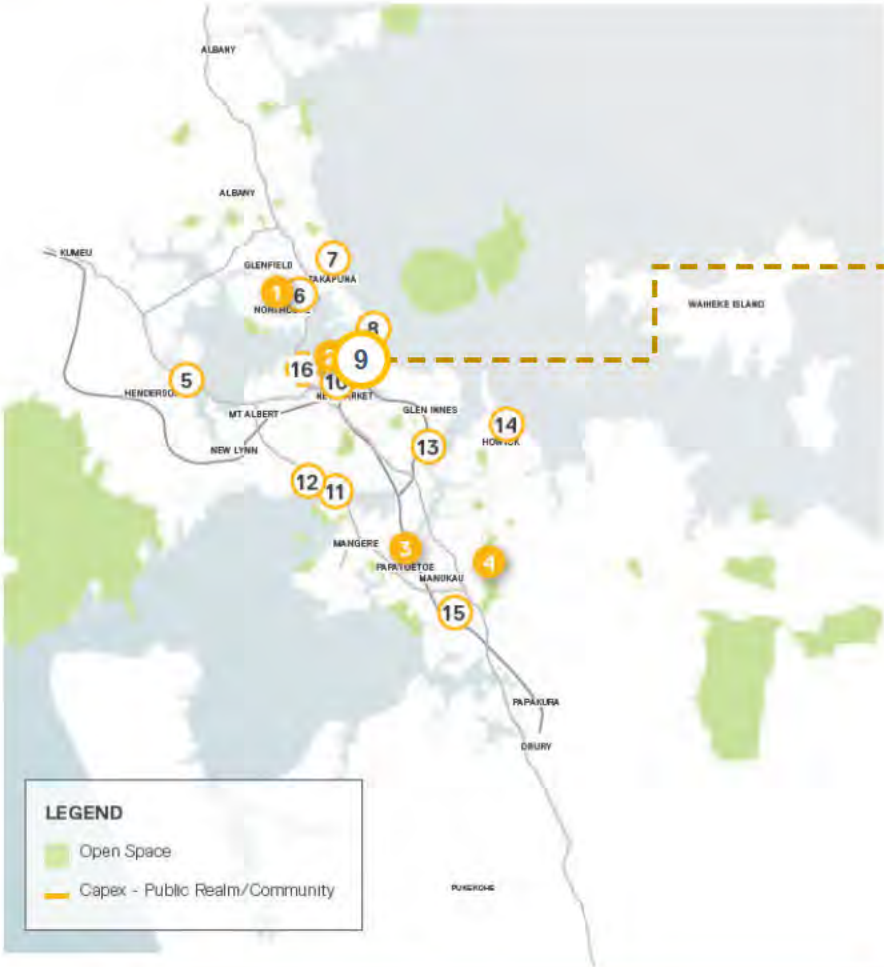 ALBANY
ALBANY
KUMEU
GLENFIELD
7
TAKAPUNA
1
6
WAIHEKE ISLAND
8
9
16
5
HENDERSON
MT ALBERT
GLEN INNES
14
HOWICK
NEW LYNN
13
12
11
MANGERE
3
PAPATOETOE
4
MANUKAU
15
PAPAKURA
DRURY
LEGEND
Open Space
Capex - Public Realm/Community
PUKEKOHE